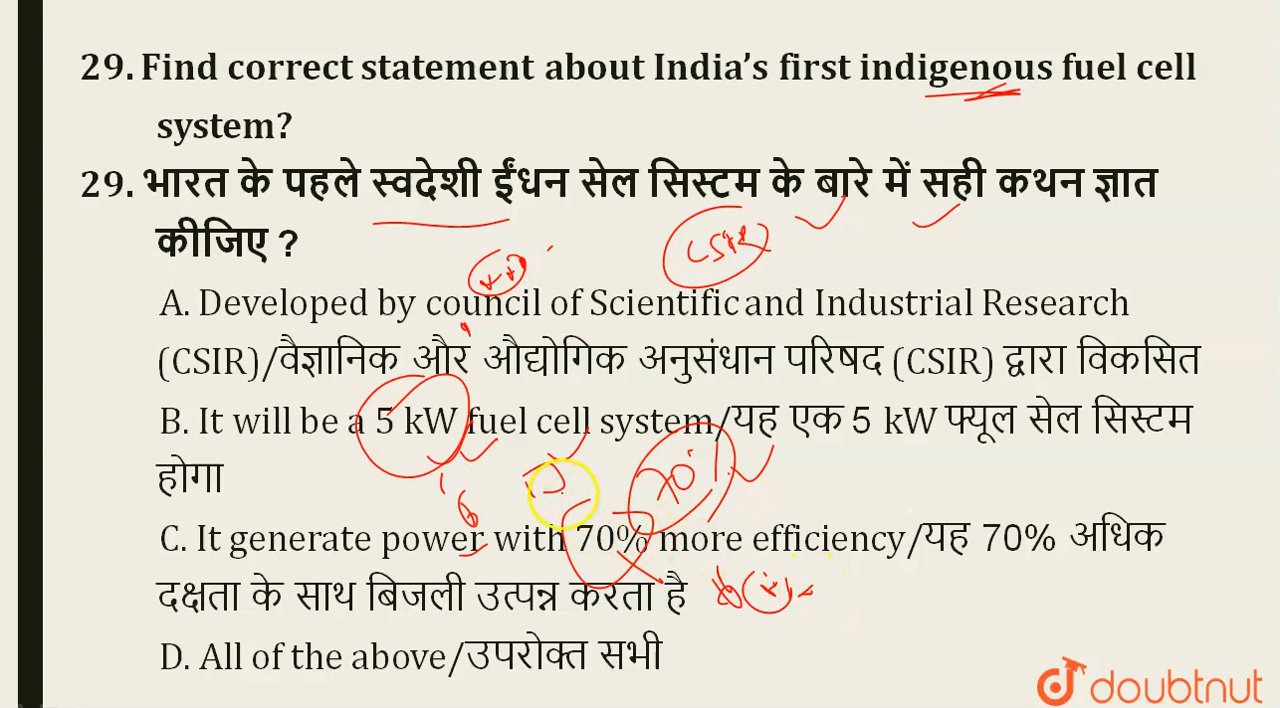 29. Find correct statement about India's first indigenous fuel cell
system?
29. भारत के पहले स्वदेशी ईंधन सेल सिस्टम के बारे में सही कथन ज्ञात
कीजिए ?
CSIR
A. Developed by council of Scientific and Industrial Research
(CSIR)/वैज्ञानिक और औद्योगिक अनुसंधान परिषद (CSIR) द्वारा विकसित
B. It will be a 5 kW fuel cell system/यह एक 5 kW फ्यूल सेल सिस्टम
होगा
70%
C. It generate power with 70% more efficiency/यह 70% अधिक
दक्षता के साथ बिजली उत्पन्न करता है
D. All of the above/उपरोक्त सभी
doubtnut